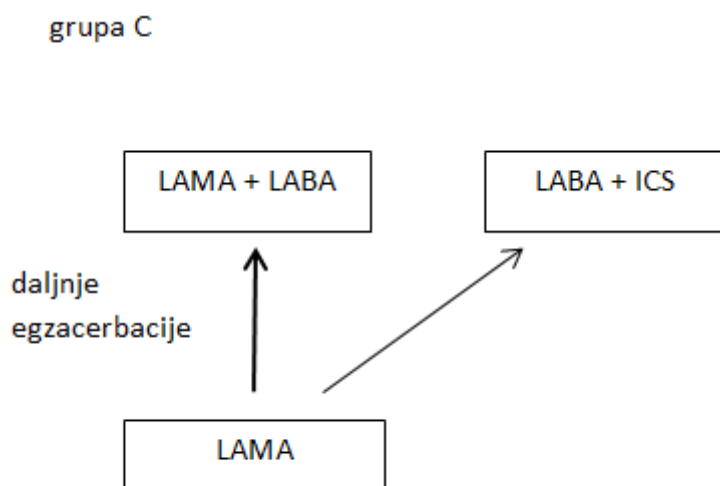 grupa C
LAMA + LABA
LABA + ICS
daljnje
egzacerbacije
LAMA